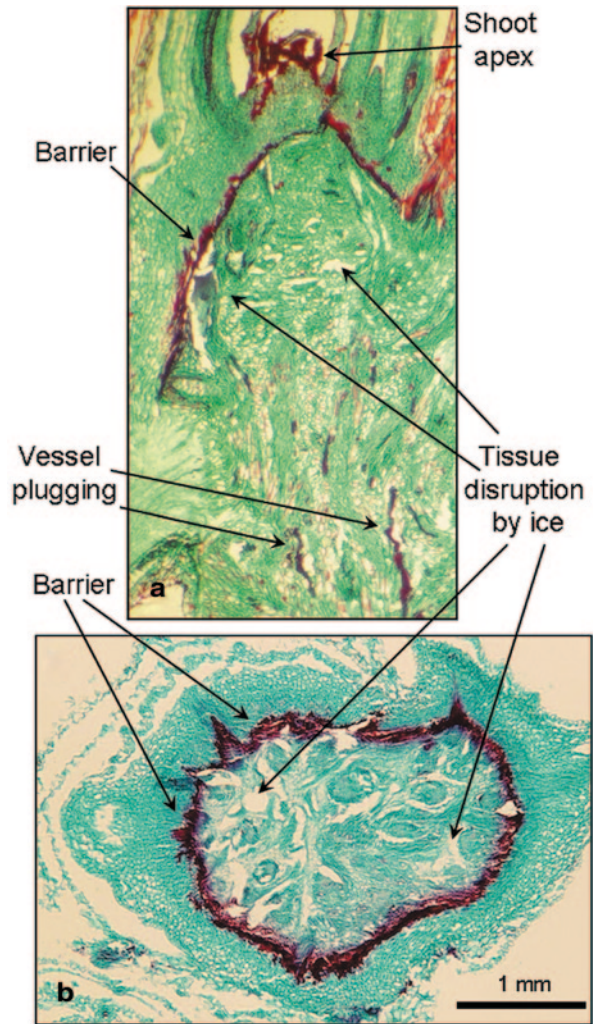 Shoot
apex
Barrier
Vessel
plugging
Tissue
disruption
by ice
a
Barrier
b
1 mm